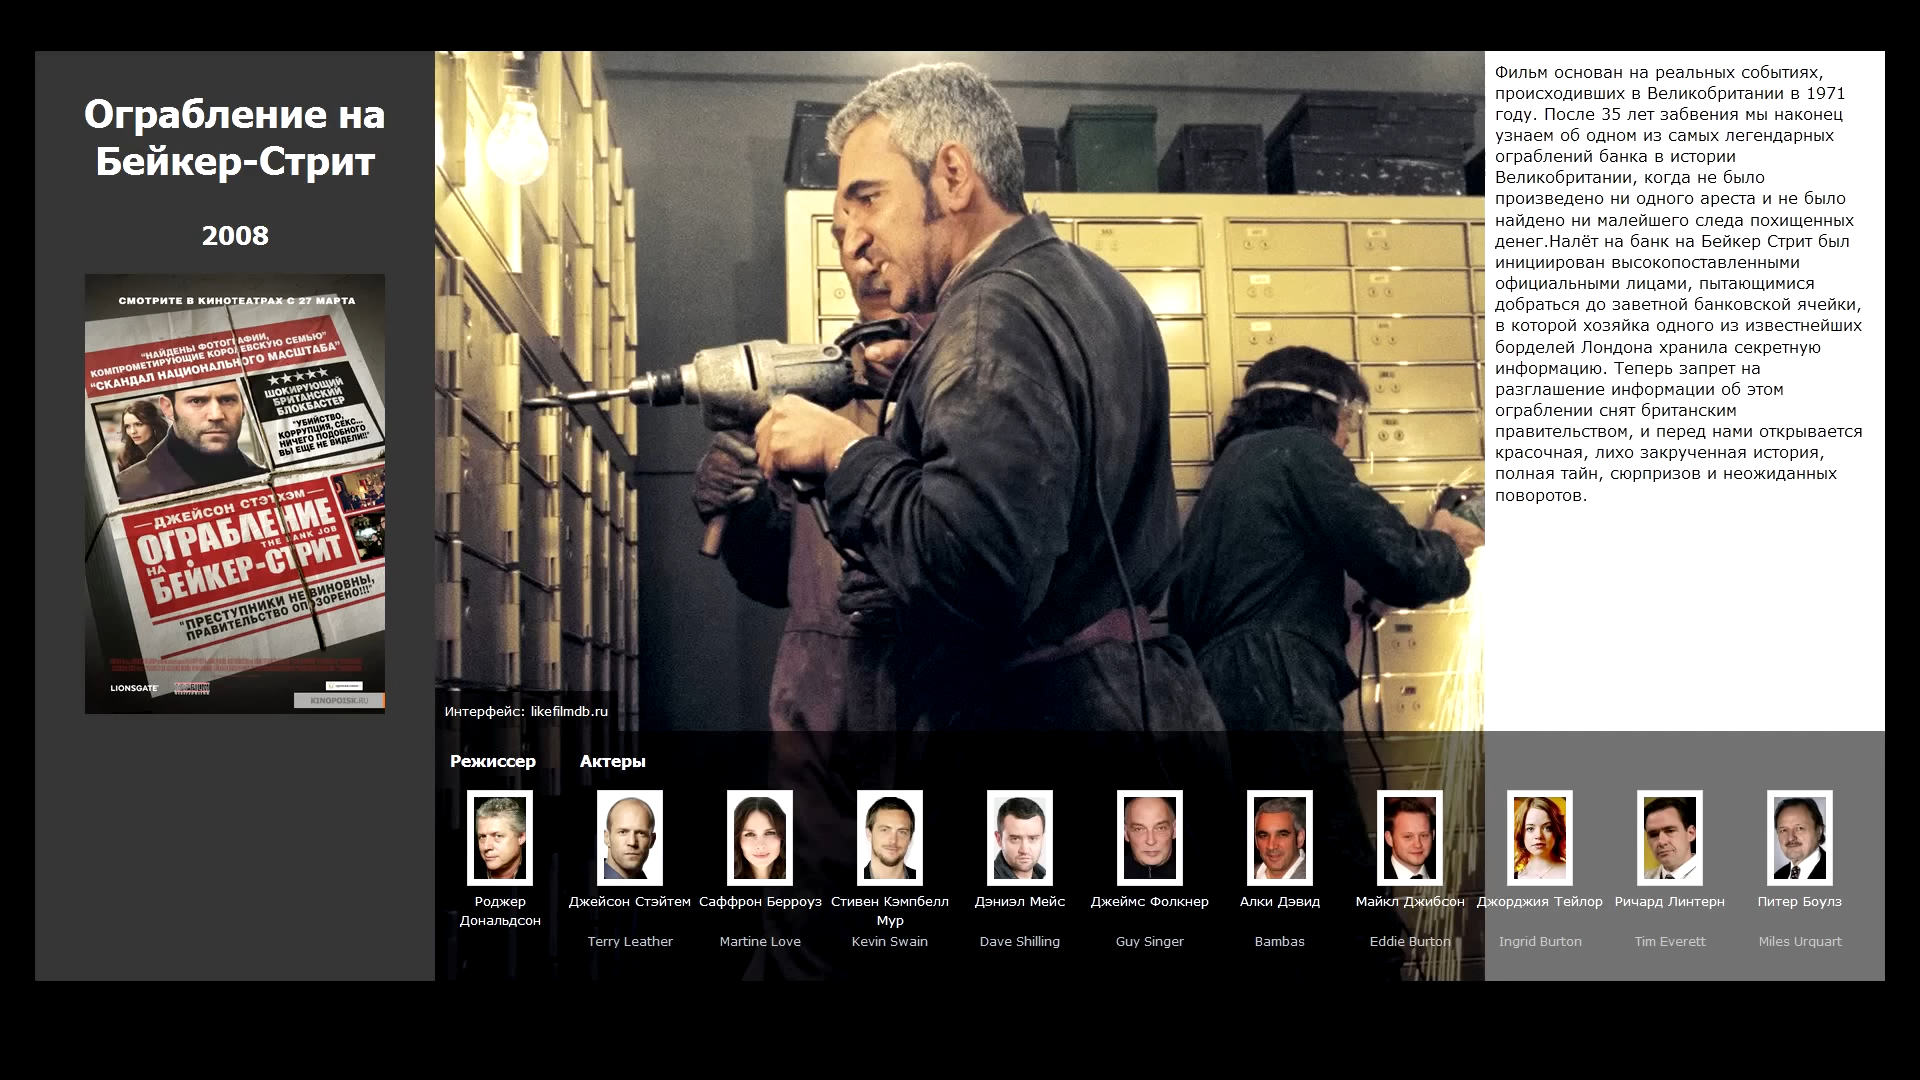 Ограбление на
Бейкер-Стрит
2008
СМОТРИТЕ В КИНОТЕАТРАХ С 27 МАРТА
"НАЙДЕНЫ ФОТОГРАФИИ,
КОМПРОМЕТИРУЮЩИЕ КОРОЛЕВСКУЮ СЕМЬЮ"
"СКАНДАЛ НАЦИОНАЛЬНОГО МАСШТАБА"
ШОКИРУЮЩИЙ
БРИТАНСКИЙ
БЛОКБАСТЕР
"УБИЙСТВО,
КОРРУПЦИЯ, СЕКС...
НИЧЕГО ПОДОБНОГО
ВЫ ЕЩЕ НЕ ВИДЕЛИ!!"
ДЖЕЙСОН СТЭТХЭМ
ОГРАБЛЕНИЕ
THE BANK JOB
НА
БЕЙКЕР-СТРИТ
"ПРЕСТУПНИКИ НЕВИНОВНЫ,
ПРАВИТЕЛЬСТВО ОПОЗОРЕНО!!!"
LIONSGATE
KINOPOISK.RU
Фильм основан на реальных событиях,
происходивших в Великобритании в 1971
году. После 35 лет забвения мы наконец
узнаем об одном из самых легендарных
ограблений банка в истории
Великобритании, когда не было
произведено ни одного ареста и не было
найдено ни малейшего следа похищенных
денег.Налёт на банк на Бейкер Стрит был
инициирован высокопоставленными
официальными лицами, пытающимися
добраться до заветной банковской ячейки,
в которой хозяйка одного из известнейших
борделей Лондона хранила секретную
информацию. Теперь запрет на
разглашение информации об этом
ограблении снят британским
правительством, и перед нами открывается
красочная, лихо закрученная история,
полная тайн, сюрпризов и неожиданных
поворотов.
Интерфейс: likefilmdb.ru
Режиссер Актеры
Роджер Джейсон Стэйтем Саффрон Берроуз Стивен Кэмпбелл Дэниэл Мейс Джеймс Фолкнер Алки Дэвид Майкл Джибсон Джорджия Тейлор Ричард Линтерн Питер Боулз
Дональдсон Мур
Terry Leather Martine Love Kevin Swain Dave Shilling Guy Singer Bambas Eddie Burton Ingrid Burton Tim Everett Miles Urquart